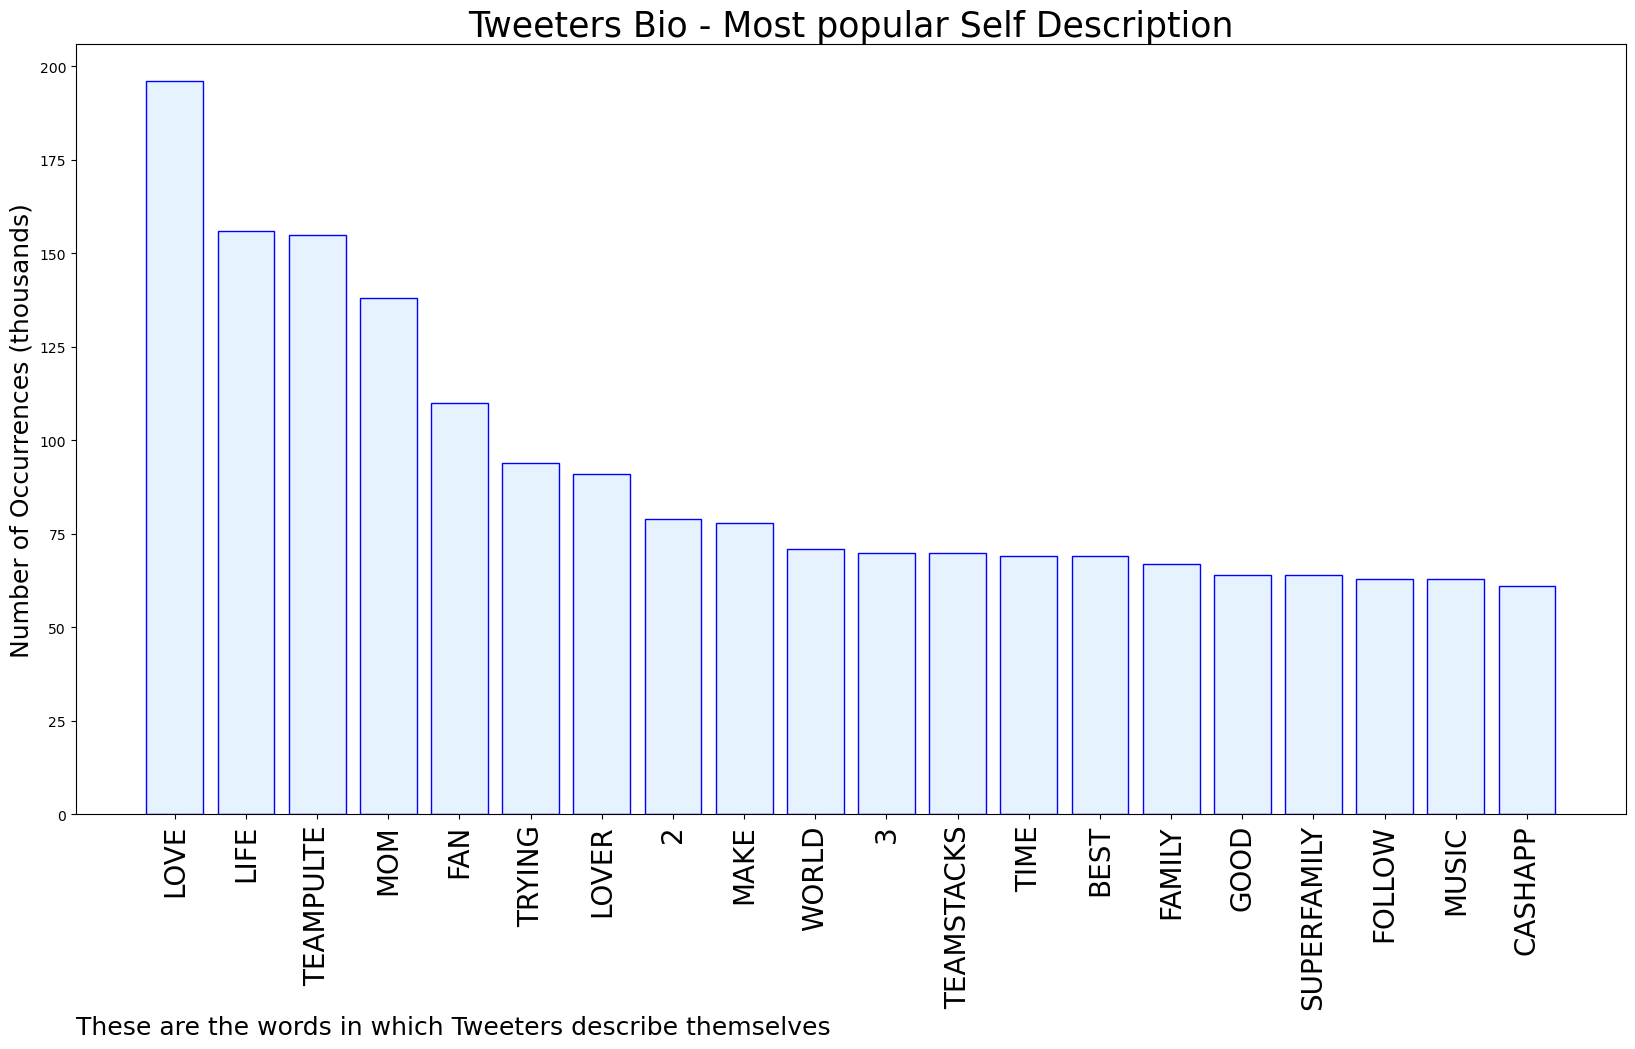 Tweeters Bio - Most popular Self Description
Number of Occurrences (thousands)
200
175
150
125
100
75
50
25
0
LOVE
LIFE
TEAMPULTE
MOM
FAN
TRYING
LOVER
2
MAKE
WORLD
3
TEAMSTACKS
TIME
BEST
FAMILY
GOOD
SUPERFAMILY
FOLLOW
MUSIC
CASHAPP
These are the words in which Tweeters describe themselves